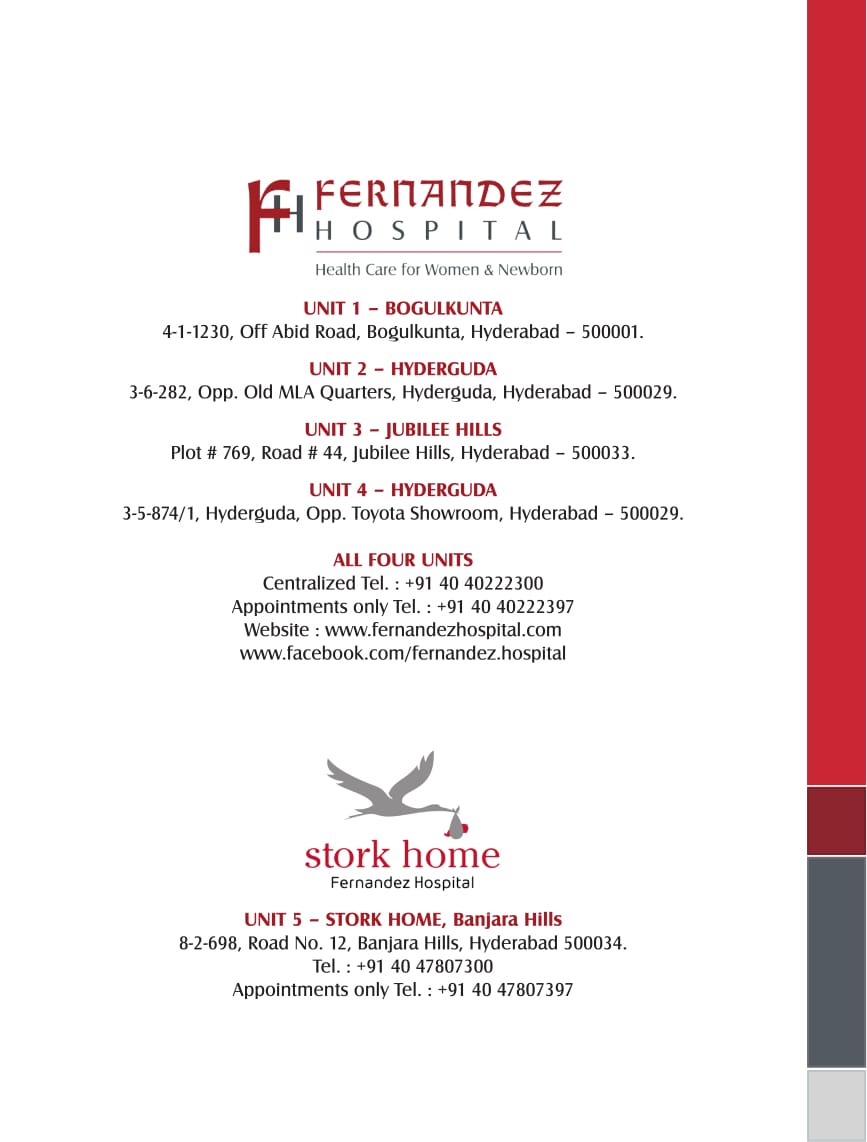 FERNANDEZ
HOSPITAL
Health Care for Women & Newborn
UNIT 1 – BOGULKUNTA
4-1-1230, Off Abid Road, Bogulkunta, Hyderabad – 500001.
UNIT 2 – HYDERGUDA
3-6-282, Opp. Old MLA Quarters, Hyderguda, Hyderabad – 500029.
UNIT 3 – JUBILEE HILLS
Plot # 769, Road # 44, Jubilee Hills, Hyderabad – 500033.
UNIT 4 – HYDERGUDA
3-5-874/1, Hyderguda, Opp. Toyota Showroom, Hyderabad – 500029.
ALL FOUR UNITS
Centralized Tel. : +91 40 40222300
Appointments only Tel. : +91 40 40222397
Website : www.fernandezhospital.com
www.facebook.com/fernandez.hospital
stork home
Fernandez Hospital
UNIT 5 – STORK HOME, Banjara Hills
8-2-698, Road No. 12, Banjara Hills, Hyderabad 500034.
Tel. : +91 40 47807300
Appointments only Tel. : +91 40 47807397